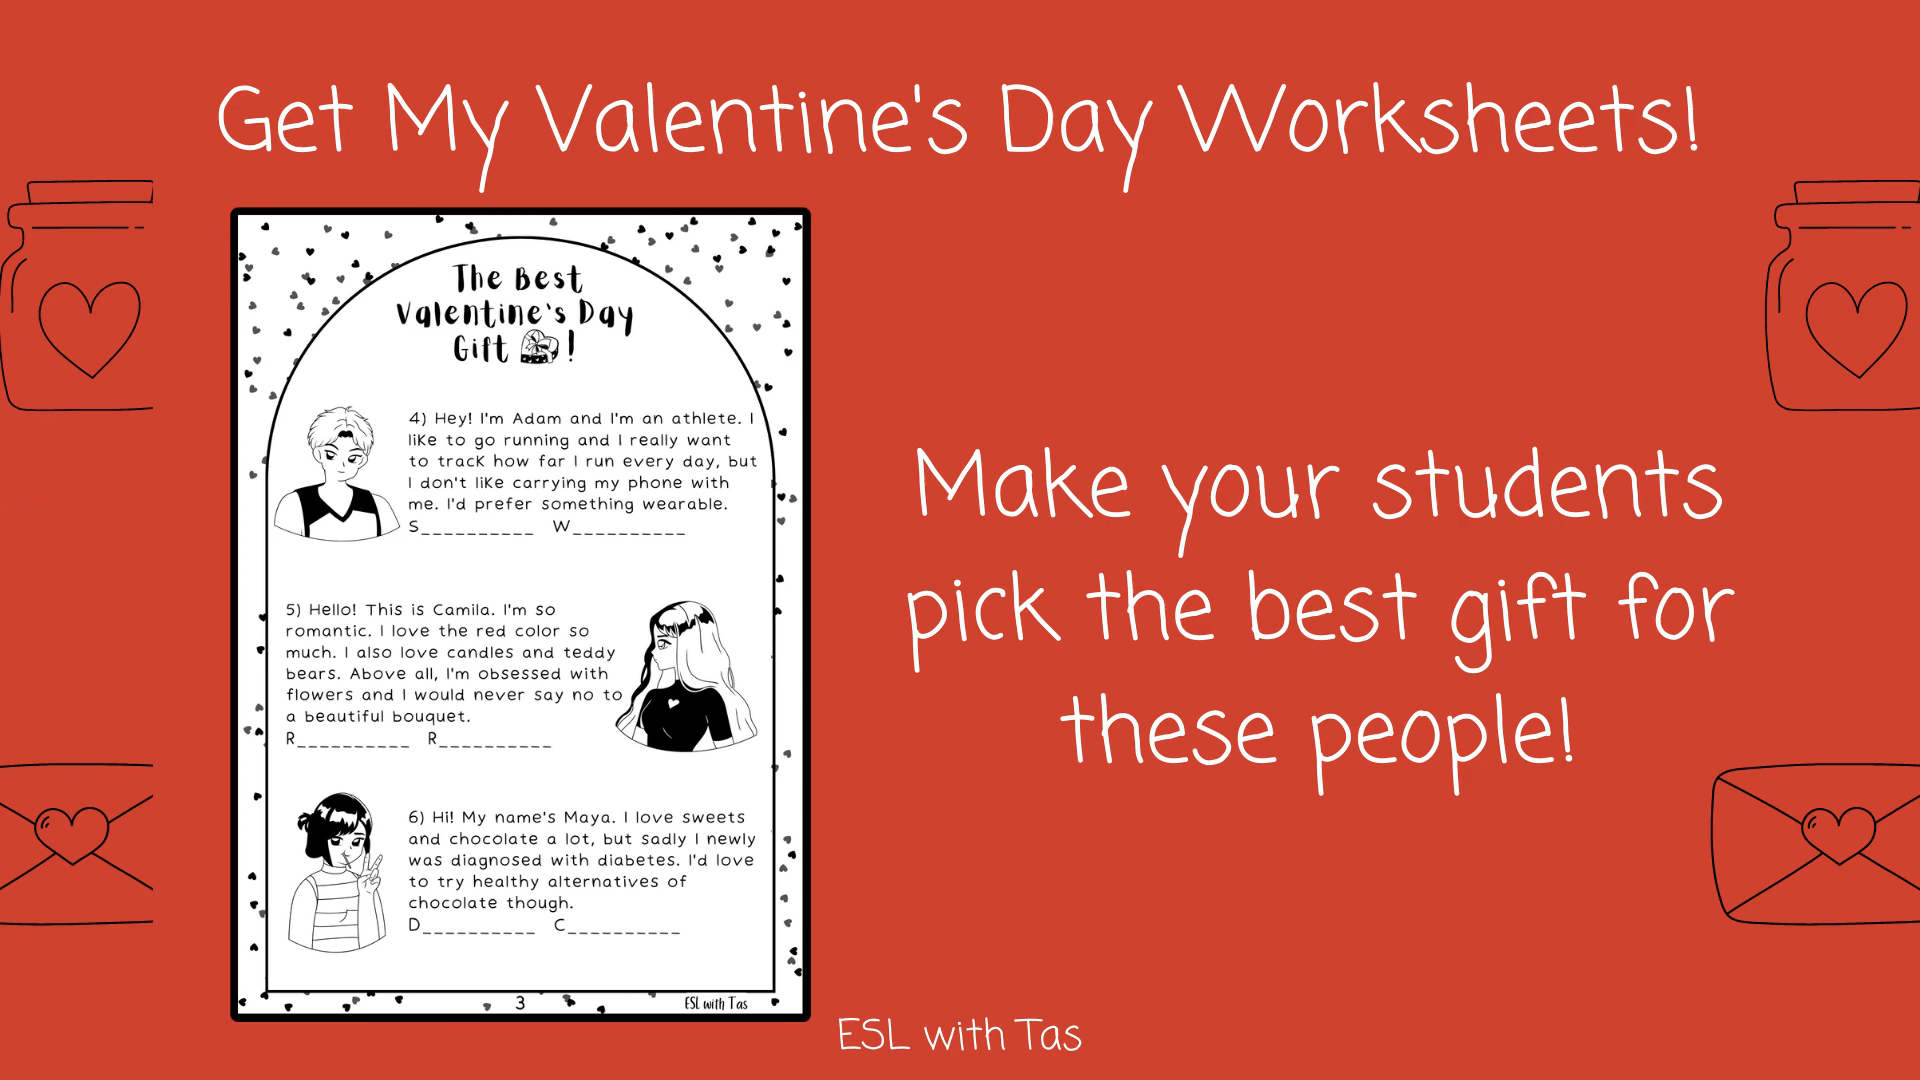 Get My Valentine's Day Worksheets!
The Best
Valentine's Day
Gift !
4) Hey! I'm Adam and I'm an athlete. I
like to go running and I really want
to track how far I run every day, but
I don't like carrying my phone with
me. I'd prefer something wearable.
S__________ W__________
5) Hello! This is Camila. I'm so
romantic. I love the red color so
much. I also love candles and teddy
bears. Above all, I'm obsessed with
flowers and I would never say no to
a beautiful bouquet.
R__________ R__________
6) Hi! My name's Maya. I love sweets
and chocolate a lot, but sadly I newly
was diagnosed with diabetes. I'd love
to try healthy alternatives of
chocolate though.
D__________ C__________
3
ESL with Tas
Make your students
pick the best gift for
these people!
ESL with Tas